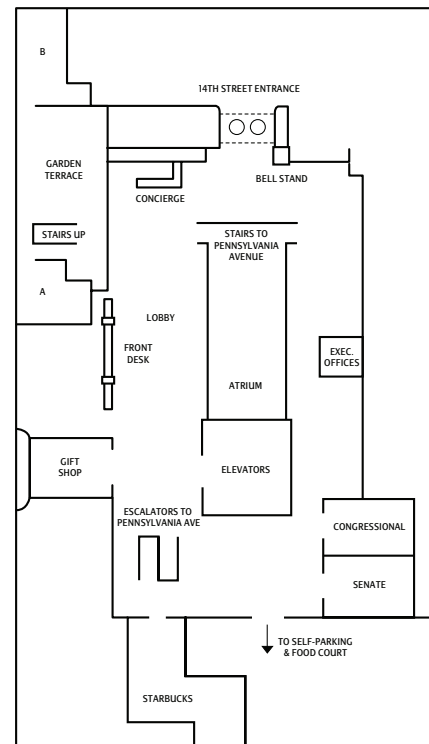 B
14TH STREET ENTRANCE
GARDEN
TERRACE
BELL STAND
CONCIERGE
STAIRS UP
STAIRS TO
PENNSYLVANIA
AVENUE
A
LOBBY
FRONT
DESK
EXEC.
OFFICES
ATRIUM
GIFT
SHOP
ELEVATORS
ESCALATORS TO
PENNSYLVANIA AVE
CONGRESSIONAL
SENATE
TO SELF-PARKING
& FOOD COURT
STARBUCKS